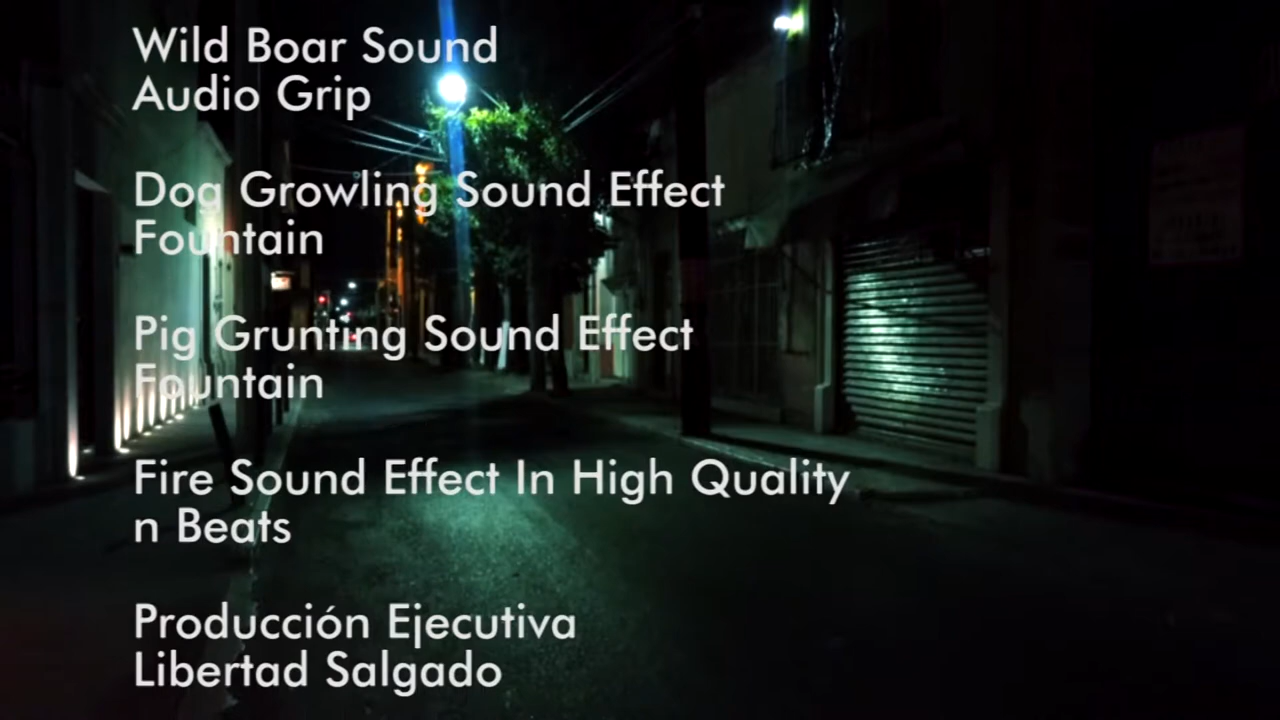 Wild Boar Sound
Audio Grip
Dog Growling Sound Effect
Fountain
Pig Grunting Sound Effect
Fountain
Fire Sound Effect In High Quality
n Beats
Producción Ejecutiva
Libertad Salgado